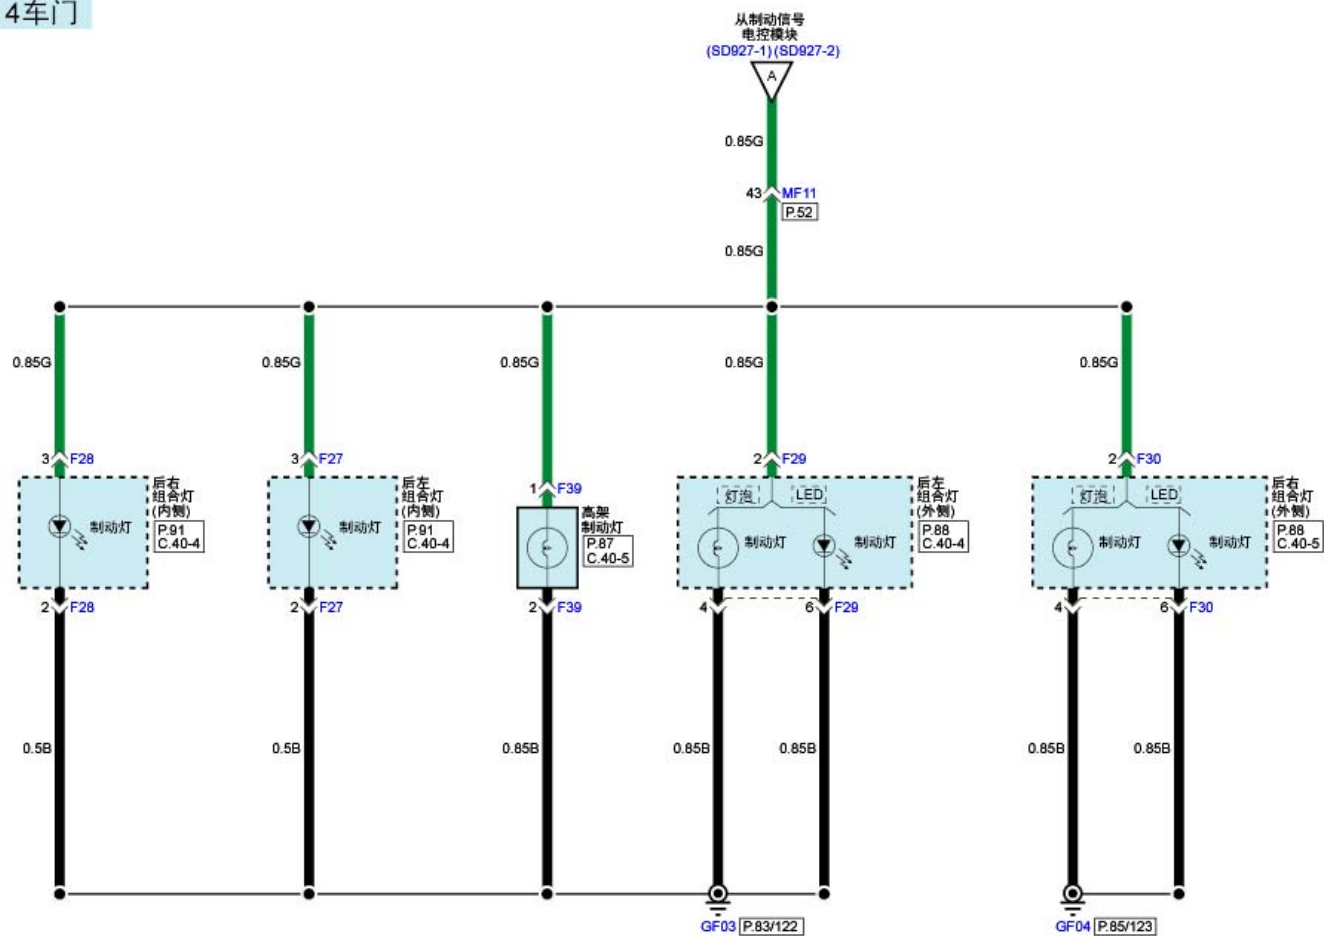 4车门
从制动信号
电控模块
(SD927-1)(SD927-2)
A
0.85G
43 MF11
P.52
0.85G
0.85G
0.85G
0.85G
0.85G
0.85G
3 F28
3 F27
1 F39
2 F29
2 F30
后右
组合灯
(内侧)
P.91
C.40-4
制动灯
后左
组合灯
(内侧)
P.91
C.40-4
制动灯
高架
制动灯
P.87
C.40-5
灯泡
LED
制动灯
制动灯
后左
组合灯
(外侧)
P.88
C.40-4
灯泡
LED
制动灯
制动灯
后右
组合灯
(外侧)
P.88
C.40-5
2 F28
2 F27
2 F39
4
6 F29
4
6 F30
0.5B
0.5B
0.85B
0.85B
0.85B
0.85B
0.85B
GF03 P.83/122
GF04 P.85/123